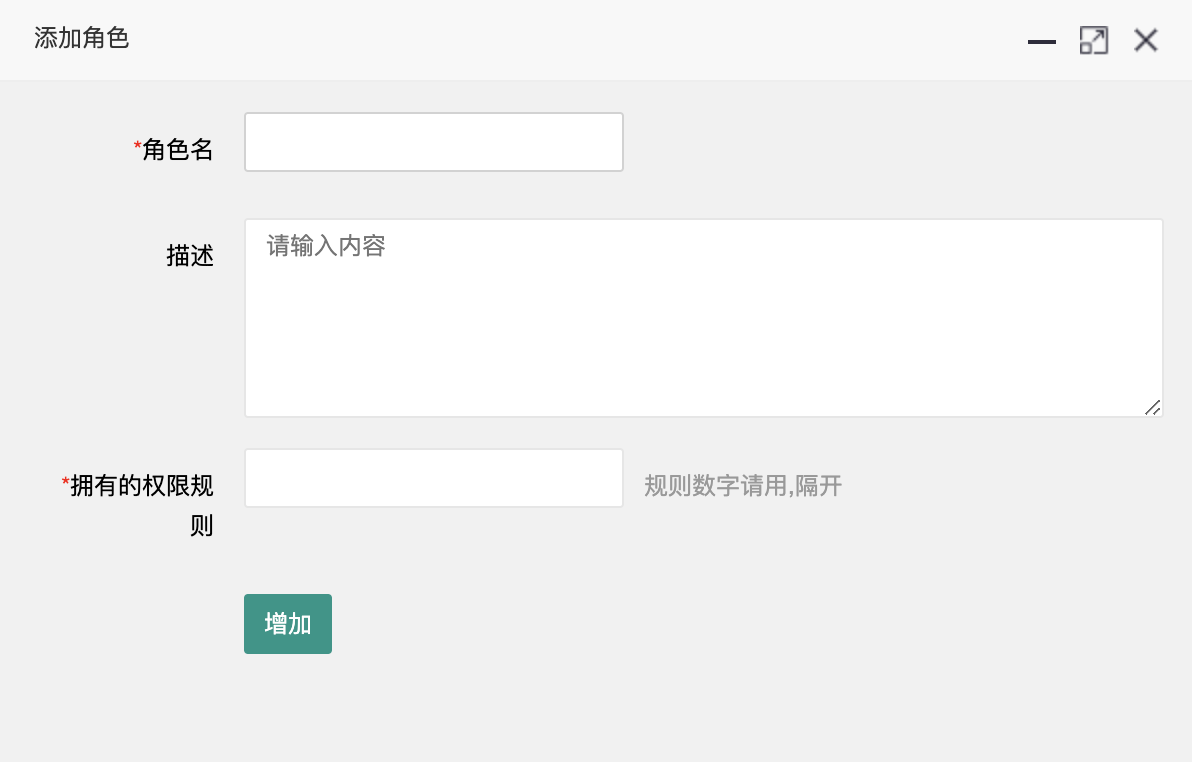 添加角色
*角色名
描述
请输入内容
*拥有的权限规
则
规则数字请用,隔开
增加